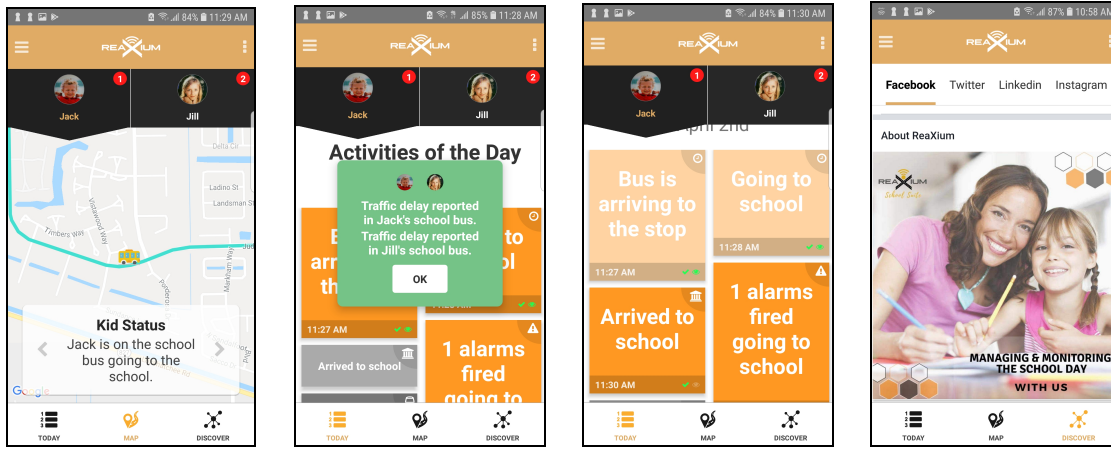 84% 11:29 AM
REAXIUM
1
2
Jack
Jill
Delta Cir
Ladino St
Landsman St
Vistawood Way
Timbers Way
Markham Way
Kid Status
Jack is on the school
bus going to the
school.
Google
TODAY
MAP
DISCOVER
85% 11:28 AM
REAXIUM
1
2
Jack
Jill
Activities of the Day
Traffic delay reported
in Jack's school bus.
Traffic delay reported
in Jill's school bus.
OK
11:27 AM
Arrived to school
1 alarms
fired
going to
TODAY
MAP
DISCOVER
84% 11:30 AM
REAXIUM
1
2
Jack
Jill
April 2nd
Bus is
arriving to
the stop
11:27 AM
Going to
school
11:28 AM
Arrived to
school
11:30 AM
1 alarms
fired
going to
school
TODAY
MAP
DISCOVER
87% 10:58 AM
REAXIUM
Facebook Twitter Linkedin Instagram
About ReaXium
REAXIUM
School Suite
MANAGING & MONITORING
THE SCHOOL DAY
WITH US
TODAY
MAP
DISCOVER